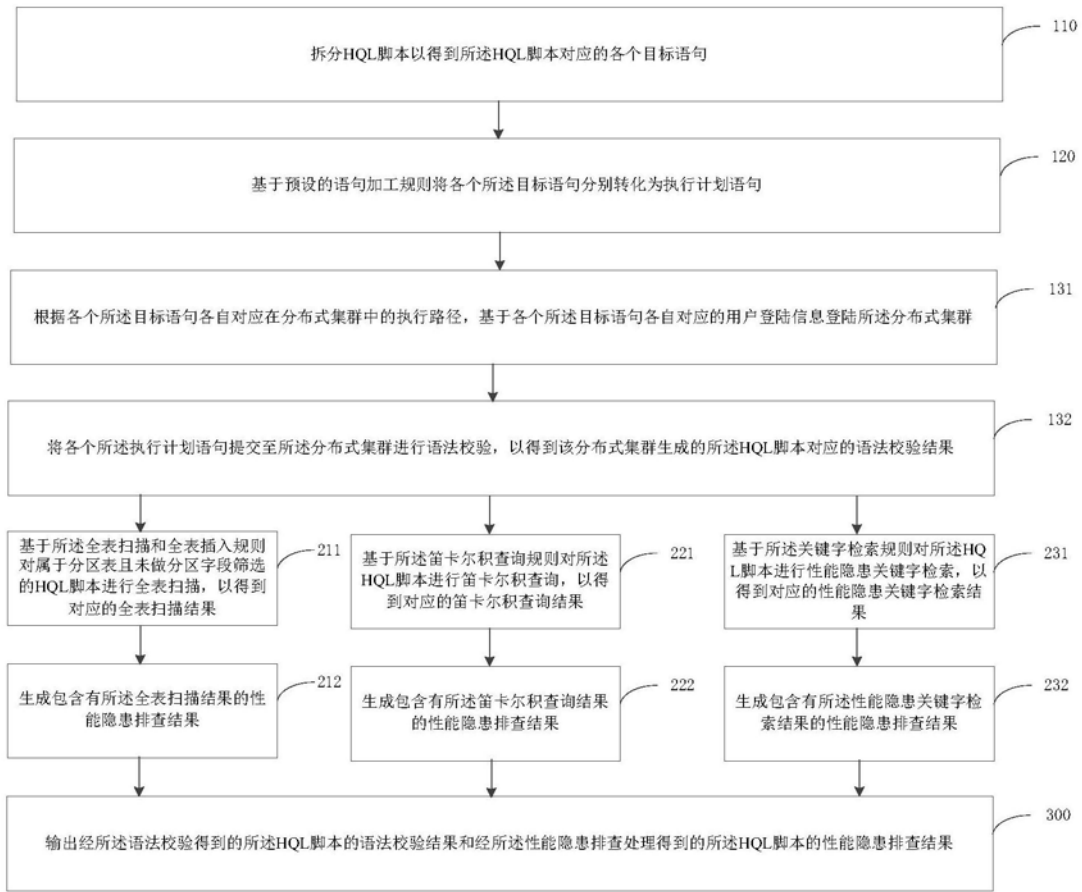 110
拆分HQL脚本以得到所述HQL脚本对应的各个目标语句
120
基于预设的语句加工规则将各个所述目标语句分别转化为执行计划语句
131
根据各个所述目标语句各自对应在分布式集群中的执行路径，基于各个所述目标语句各自对应的用户登陆信息登陆所述分布式集群
132
将各个所述执行计划语句提交至所述分布式集群进行语法校验，以得到该分布式集群生成的所述HQL脚本对应的语法校验结果
基于所述全表扫描和全表插入规则
对属于分区表且未做分区字段筛选
的HQL脚本进行全表扫描，以得到
对应的全表扫描结果
211
基于所述笛卡尔积查询规则对所述
HQL脚本进行笛卡尔积查询，以得
到对应的笛卡尔积查询结果
221
基于所述关键字检索规则对所述HQ
L脚本进行性能隐患关键字检索，以
得到对应的性能隐患关键字检索结
果
231
生成包含有所述全表扫描结果的性
能隐患排查结果
212
生成包含有所述笛卡尔积查询结果
的性能隐患排查结果
222
生成包含有所述性能隐患关键字检
索结果的性能隐患排查结果
232
输出经所述语法校验得到的所述HQL脚本的语法校验结果和经所述性能隐患排查处理得到的所述HQL脚本的性能隐患排查结果
300